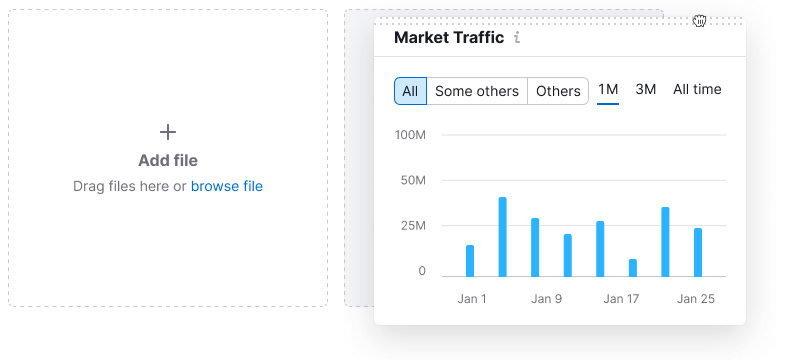 Add file
Drag files here or browse file
Market Traffic i
All Some others Others 1M 3M All time
100M
50M
25M
0
Jan 1 Jan 9 Jan 17 Jan 25